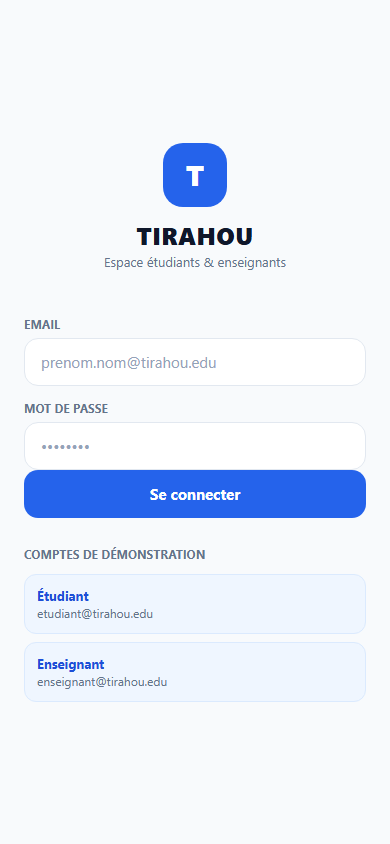 T
TIRAHOU
Espace étudiants & enseignants
EMAIL
prenom.nom@tirahou.edu
MOT DE PASSE
••••••••
Se connecter
COMPTES DE DÉMONSTRATION
Étudiant
etudiant@tirahou.edu
Enseignant
enseignant@tirahou.edu